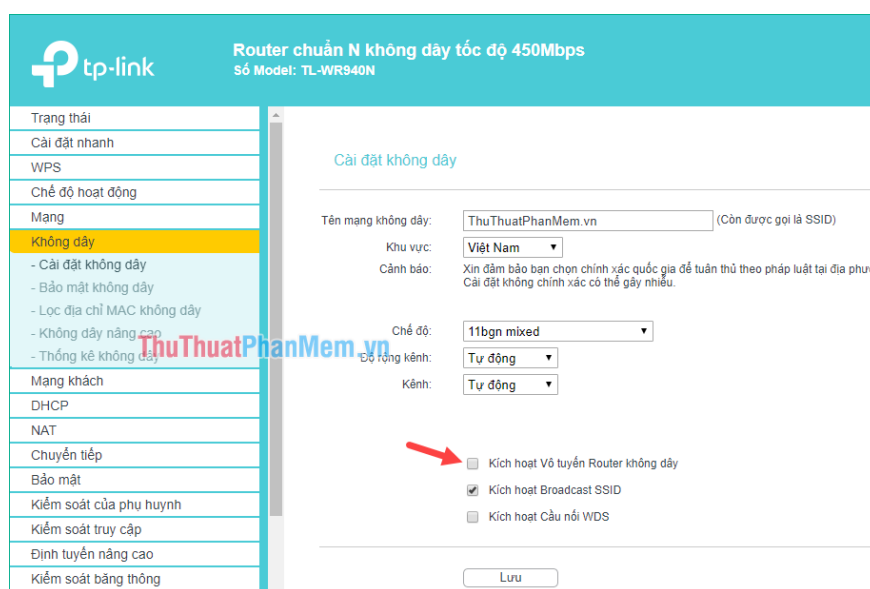 tp-link
Router chuẩn N không dây tốc độ 450Mbps
Số Model: TL-WR940N
Trạng thái
Cài đặt nhanh
WPS
Chế độ hoạt động
Mạng
Không dây
- Cài đặt không dây
- Bảo mật không dây
- Lọc địa chỉ MAC không dây
- Không dây nâng cao
- Thống kê không dây
Mạng khách
DHCP
NAT
Chuyển tiếp
Bảo mật
Kiểm soát của phụ huynh
Kiểm soát truy cập
Định tuyến nâng cao
Kiểm soát băng thông
Cài đặt không dây
Tên mạng không dây: ThuThuatPhanMem.vn (Còn được gọi là SSID)
Khu vực: Việt Nam
Cảnh báo: Xin đảm bảo bạn chọn chính xác quốc gia để tuân thủ theo pháp luật tại địa
Cài đặt không chính xác có thể gây nhiễu.
Chế độ: 11bgn mixed
ThuThuatPhanMem.vn
Độ rộng kênh: Tự động
Kênh: Tự động
Kích hoạt Vô tuyến Router không dây
Kích hoạt Broadcast SSID
Kích hoạt Cầu nối WDS
Lưu